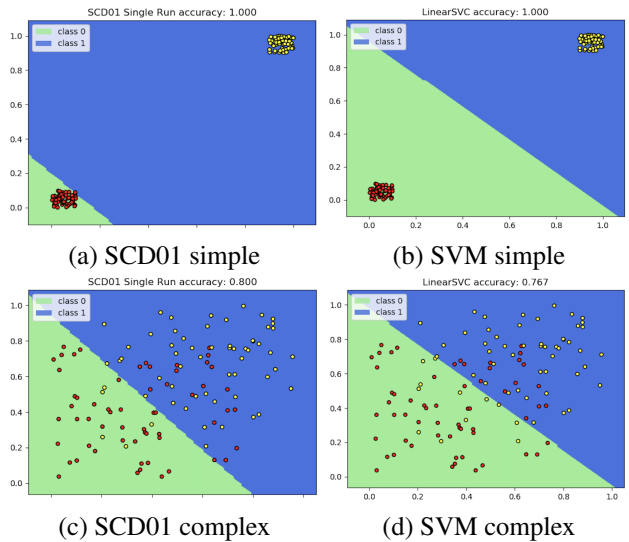 SCD01 Single Run accuracy: 1.000
class 0
class 1
1.0
0.8
0.6
0.4
0.2
0.0
(a) SCD01 simple
LinearSVC accuracy: 1.000
class 0
class 1
1.0
0.8
0.6
0.4
0.2
0.0
0.0 0.2 0.4 0.6 0.8 1.0
(b) SVM simple
SCD01 Single Run accuracy: 0.800
class 0
class 1
1.0
0.8
0.6
0.4
0.2
0.0
(c) SCD01 complex
LinearSVC accuracy: 0.767
class 0
class 1
1.0
0.8
0.6
0.4
0.2
0.0
0.0 0.2 0.4 0.6 0.8 1.0
(d) SVM complex